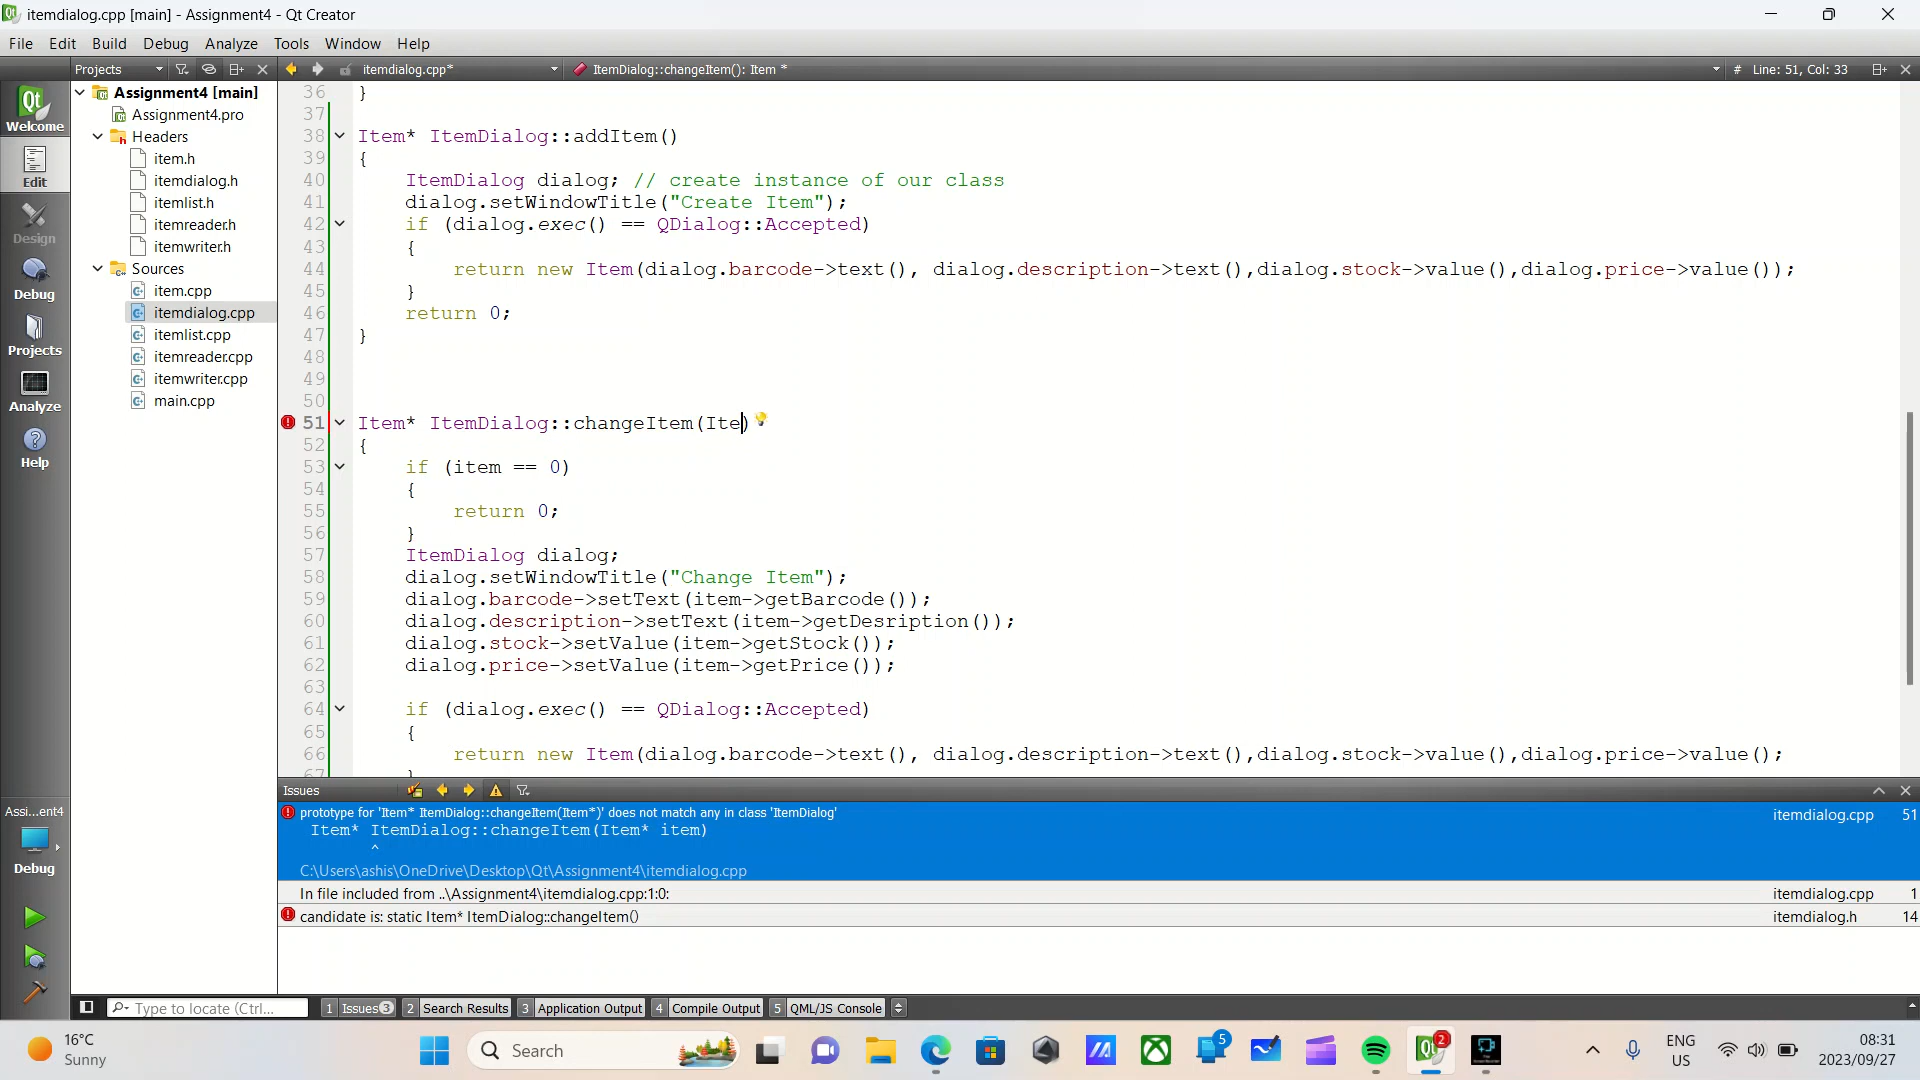 itemdialog.cpp [main] - Assignment4 - Qt Creator
File Edit Build Debug Analyze Tools Window Help
Projects
itemdialog.cpp*
ItemDialog::changeItem(): Item *
# Line: 51, Col: 33
Welcome
Edit
Design
Debug
Projects
Analyze
Help
Assi...ent4
Debug
Assignment4 [main]
Assignment4.pro
Headers
item.h
itemdialog.h
itemlist.h
itemreader.h
itemwriter.h
Sources
item.cpp
itemdialog.cpp
itemlist.cpp
itemreader.cpp
itemwriter.cpp
main.cpp
36 }
37
38 Item* ItemDialog::addItem()
39 {
40 ItemDialog dialog; // create instance of our class
41 dialog.setWindowTitle("Create Item");
42 if (dialog.exec() == QDialog::Accepted)
43 {
44 return new Item(dialog.barcode->text(), dialog.description->text(),dialog.stock->value(),dialog.price->value());
45 }
46 return 0;
47 }
48
49
50
51 Item* ItemDialog::changeItem(Ite)
52 {
53 if (item == 0)
54 {
55 return 0;
56 }
57 ItemDialog dialog;
58 dialog.setWindowTitle("Change Item");
59 dialog.barcode->setText(item->getBarcode());
60 dialog.description->setText(item->getDesription());
61 dialog.stock->setValue(item->getStock());
62 dialog.price->setValue(item->getPrice());
63
64 if (dialog.exec() == QDialog::Accepted)
65 {
66 return new Item(dialog.barcode->text(), dialog.description->text(),dialog.stock->value(),dialog.price->value();
67 }
Issues
prototype for 'Item* ItemDialog::changeItem(Item*)' does not match any in class 'ItemDialog' itemdialog.cpp 51
Item* ItemDialog::changeItem(Item* item)
^
C:\Users\ashis\OneDrive\Desktop\Qt\Assignment4\itemdialog.cpp
In file included from ..\Assignment4\itemdialog.cpp:1:0: itemdialog.cpp 1
candidate is: static Item* ItemDialog::changeItem() itemdialog.h 14
Type to locate (Ctrl... 1 Issues 3 2 Search Results 3 Application Output 4 Compile Output 5 QML/JS Console
16°C
Sunny
Search
5
2
ENG
US
08:31
2023/09/27